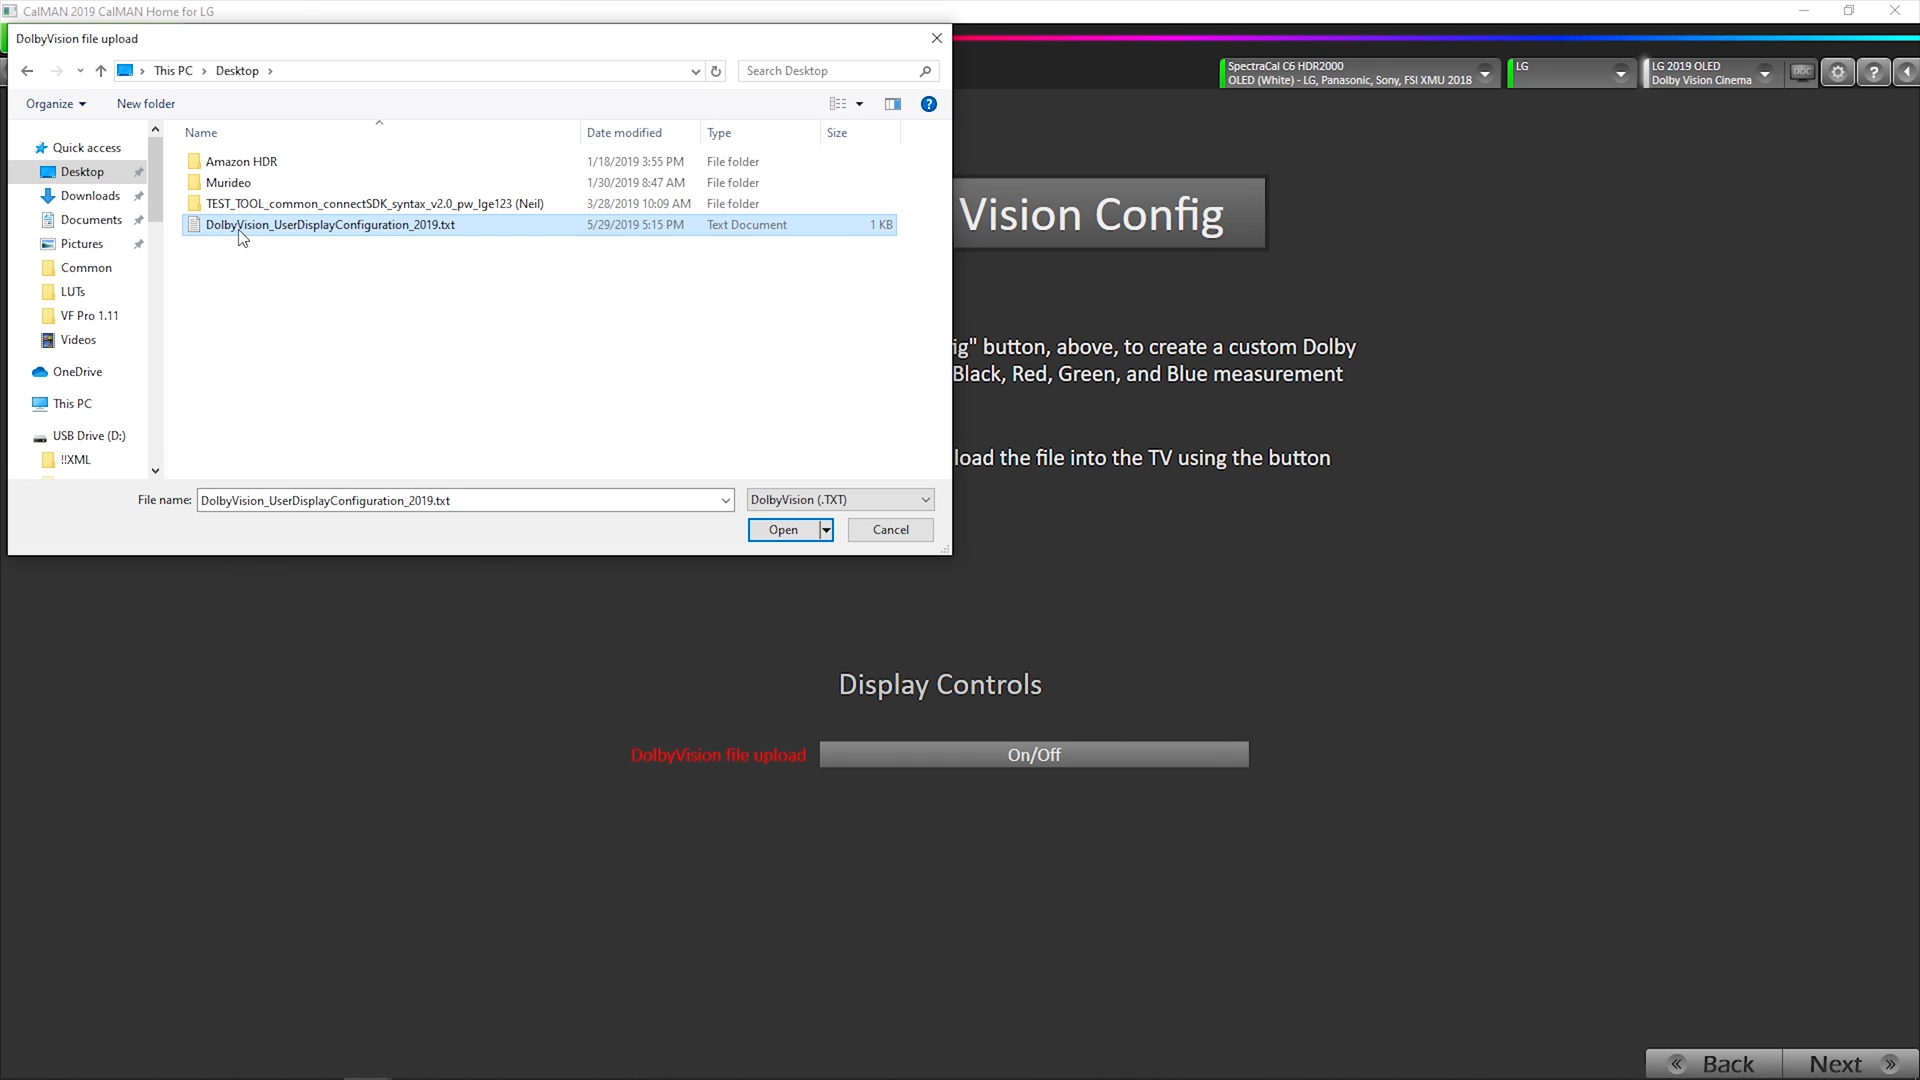 CalMAN 2019 CalMAN Home for LG
DolbyVision file upload
This PC > Desktop >
Search Desktop
Organize
New folder
Name
Date modified
Type
Size
Quick access
Desktop
Downloads
Documents
Pictures
Common
LUTs
VF Pro 1.11
Videos
OneDrive
This PC
USB Drive (D:)
!!XML
Amazon HDR 1/18/2019 3:55 PM File folder
Murideo 1/30/2019 8:47 AM File folder
TEST_TOOL_common_connectSDK_syntax_v2.0_pw_lge123 (Neil) 3/28/2019 10:09 AM File folder
DolbyVision_UserDisplayConfiguration_2019.txt 5/29/2019 5:15 PM Text Document 1 KB
File name: DolbyVision_UserDisplayConfiguration_2019.txt
DolbyVision (.TXT)
Open
Cancel
SpectraCal C6 HDR2000
OLED (White) - LG, Panasonic, Sony, FSI XMU 2018
LG
LG 2019 OLED
Dolby Vision Cinema
DDC
?
Vision Config
ig" button, above, to create a custom Dolby
Black, Red, Green, and Blue measurement
load the file into the TV using the button
Display Controls
DolbyVision file upload
On/Off
Back
Next